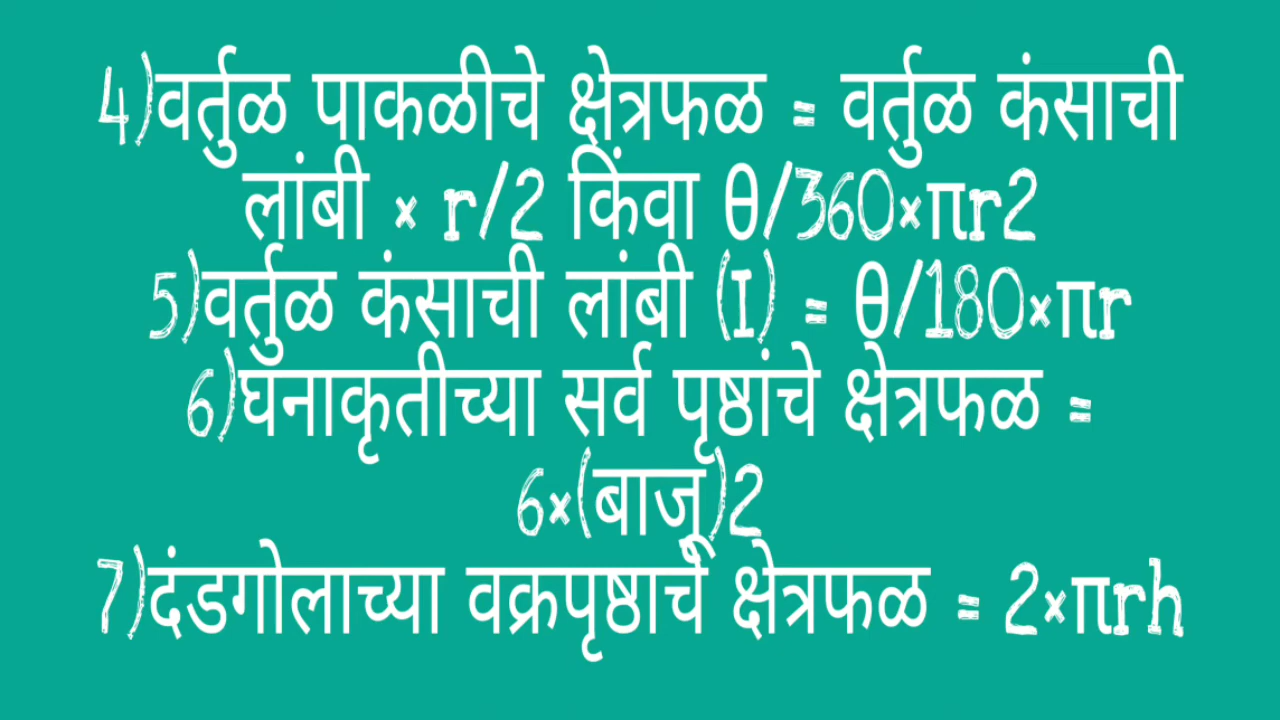 4)वर्तुळ पाकळीचे क्षेत्रफळ = वर्तुळ कंसाची
लांबी × r/2 किंवा θ/360×πr2
5)वर्तुळ कंसाची लांबी (I) = θ/180×πr
6)घनाकृतीच्या सर्व पृष्ठांचे क्षेत्रफळ =
6×(बाजू)2
7)दंडगोलाच्या वक्रपृष्ठाचे क्षेत्रफळ = 2×πrh